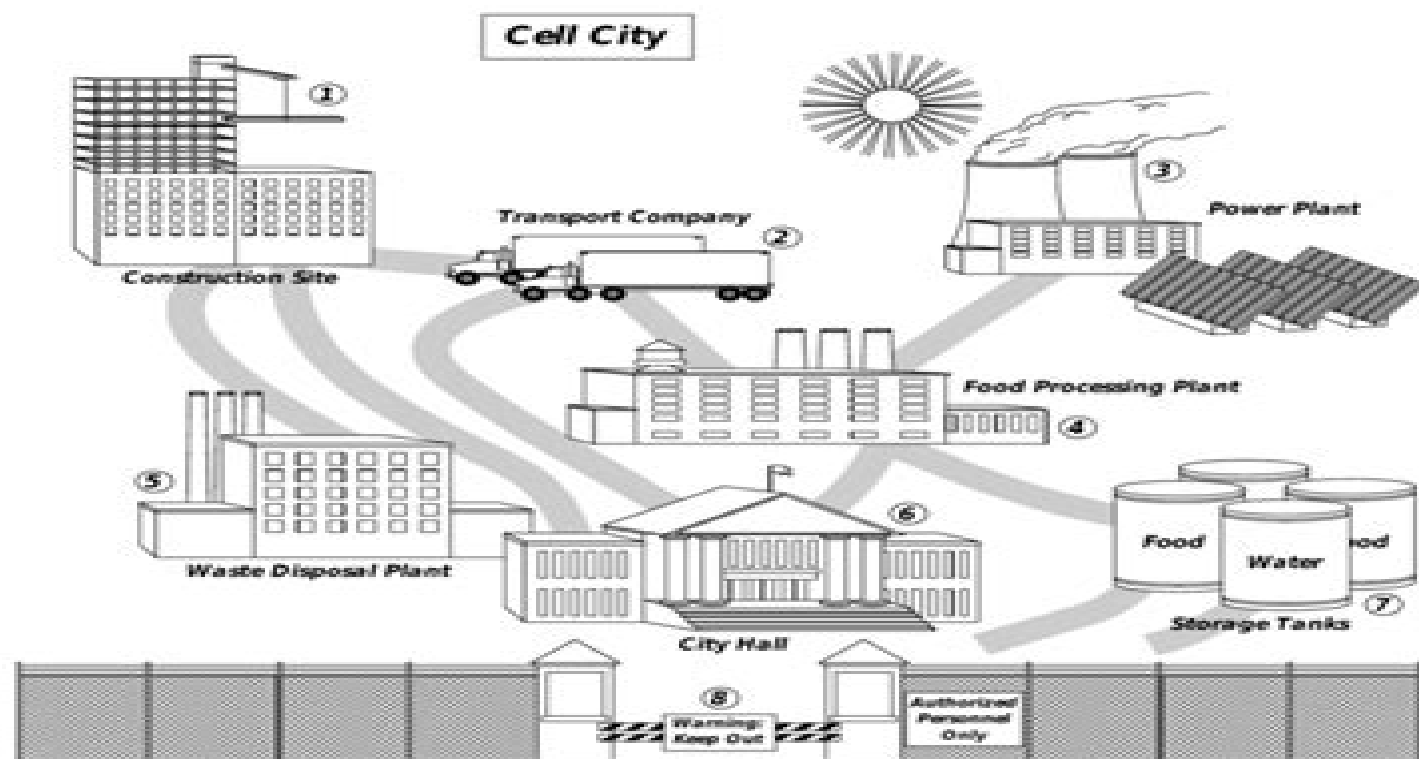 Cell City
1
3
Power Plant
Transport Company
2
Construction Site
Food Processing Plant
4
5
6
Food
Water
ood
7
Waste Disposal Plant
Storage Tanks
City Hall
8
Warning:
Keep Out
Authorized
Personnel
Only